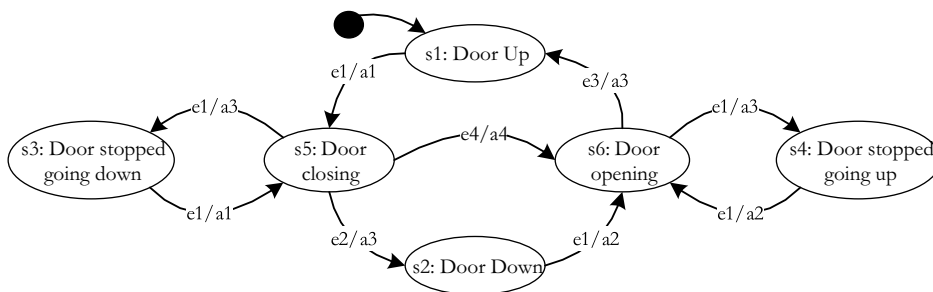 s1: Door Up
e1/a1
e3/a3
e1/a3
e1/a3
e4/a4
s3: Door stopped
going down
s5: Door
closing
s6: Door
opening
s4: Door stopped
going up
e1/a1
e1/a2
e2/a3
e1/a2
s2: Door Down